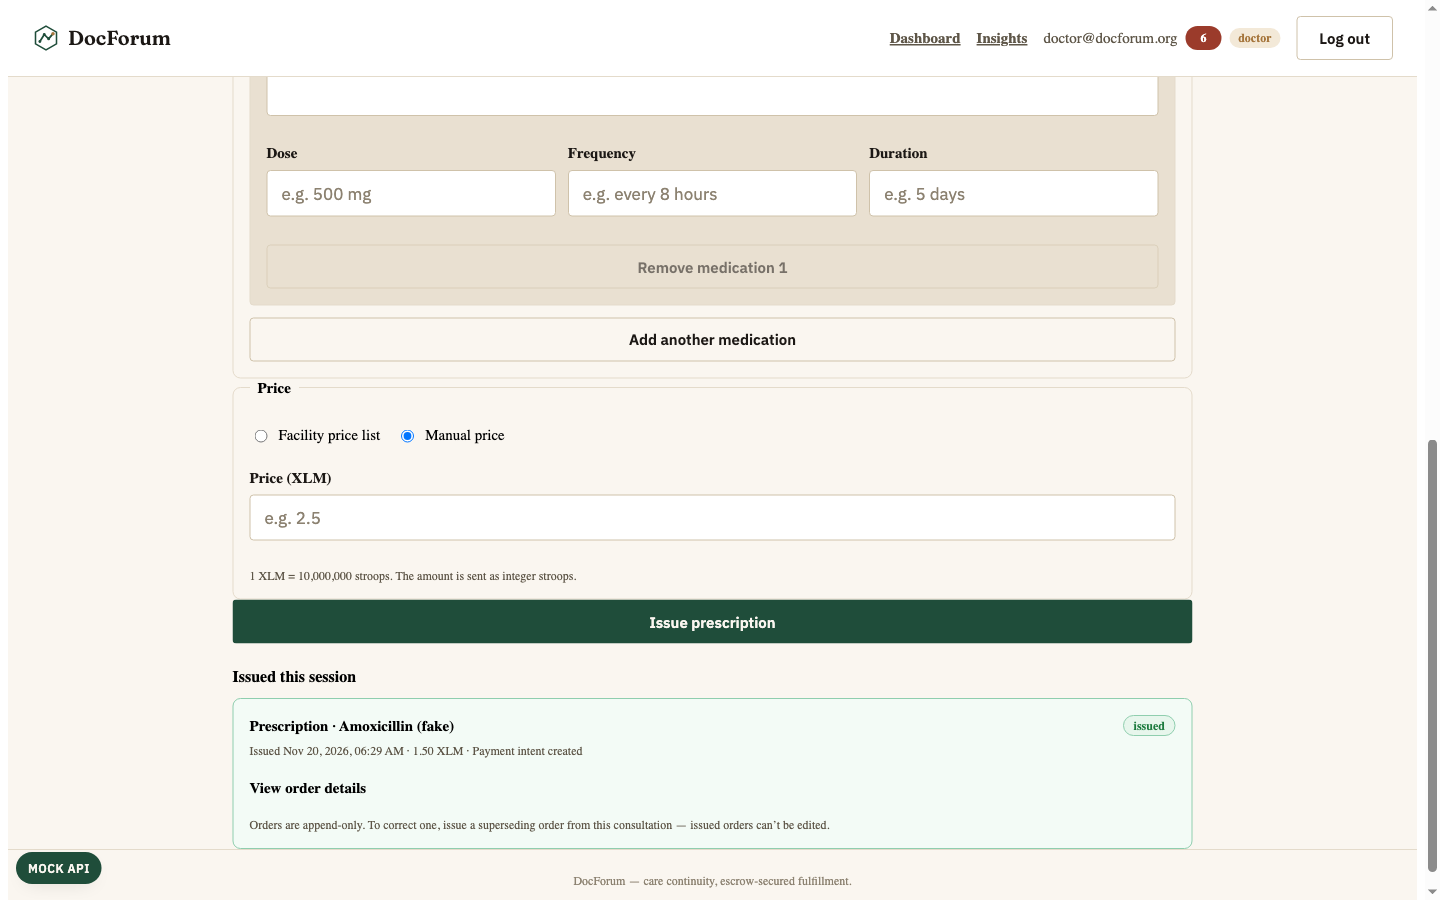 DocForum
Dashboard Insights doctor@docforum.org 6 doctor Log out
Dose Frequency Duration
e.g. 500 mg e.g. every 8 hours e.g. 5 days
Remove medication 1
Add another medication
Price
Facility price list Manual price
Price (XLM)
e.g. 2.5
1 XLM = 10,000,000 stroops. The amount is sent as integer stroops.
Issue prescription
Issued this session
Prescription · Amoxicillin (fake) issued
Issued Nov 20, 2026, 06:29 AM · 1.50 XLM · Payment intent created
View order details
Orders are append-only. To correct one, issue a superseding order from this consultation — issued orders can't be edited.
MOCK API
DocForum — care continuity, escrow-secured fulfillment.